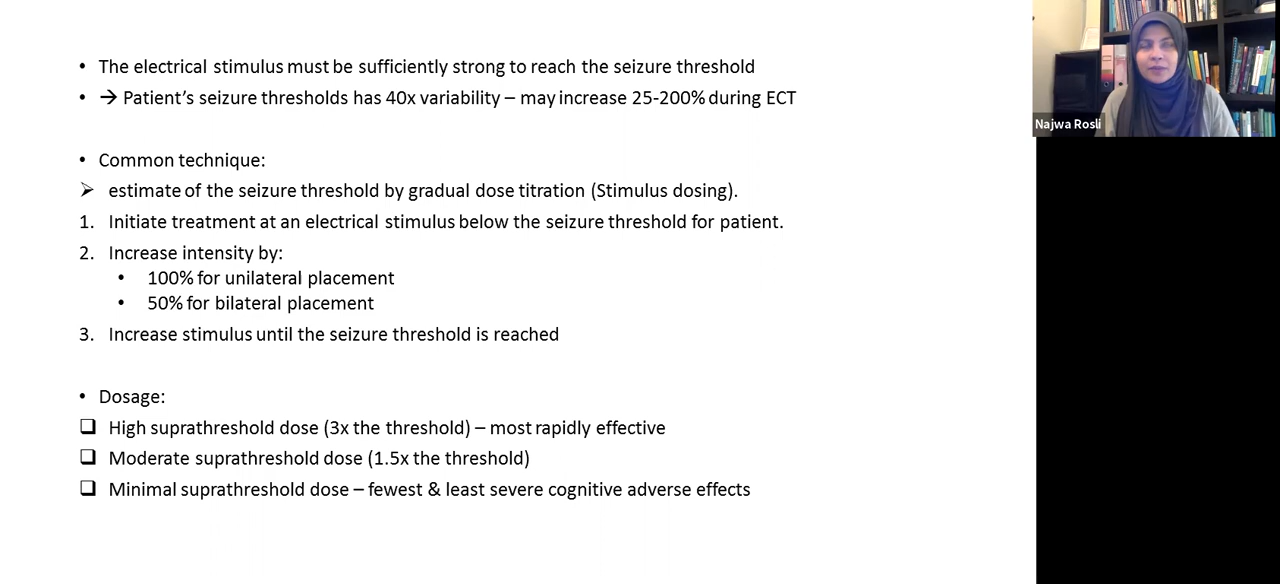 • The electrical stimulus must be sufficiently strong to reach the seizure threshold
• → Patient's seizure thresholds has 40x variability – may increase 25-200% during ECT
• Common technique:
➢ estimate of the seizure threshold by gradual dose titration (Stimulus dosing).
1. Initiate treatment at an electrical stimulus below the seizure threshold for patient.
2. Increase intensity by:
• 100% for unilateral placement
• 50% for bilateral placement
3. Increase stimulus until the seizure threshold is reached
• Dosage:
❑ High suprathreshold dose (3x the threshold) – most rapidly effective
❑ Moderate suprathreshold dose (1.5x the threshold)
❑ Minimal suprathreshold dose – fewest & least severe cognitive adverse effects
Najwa Rosli